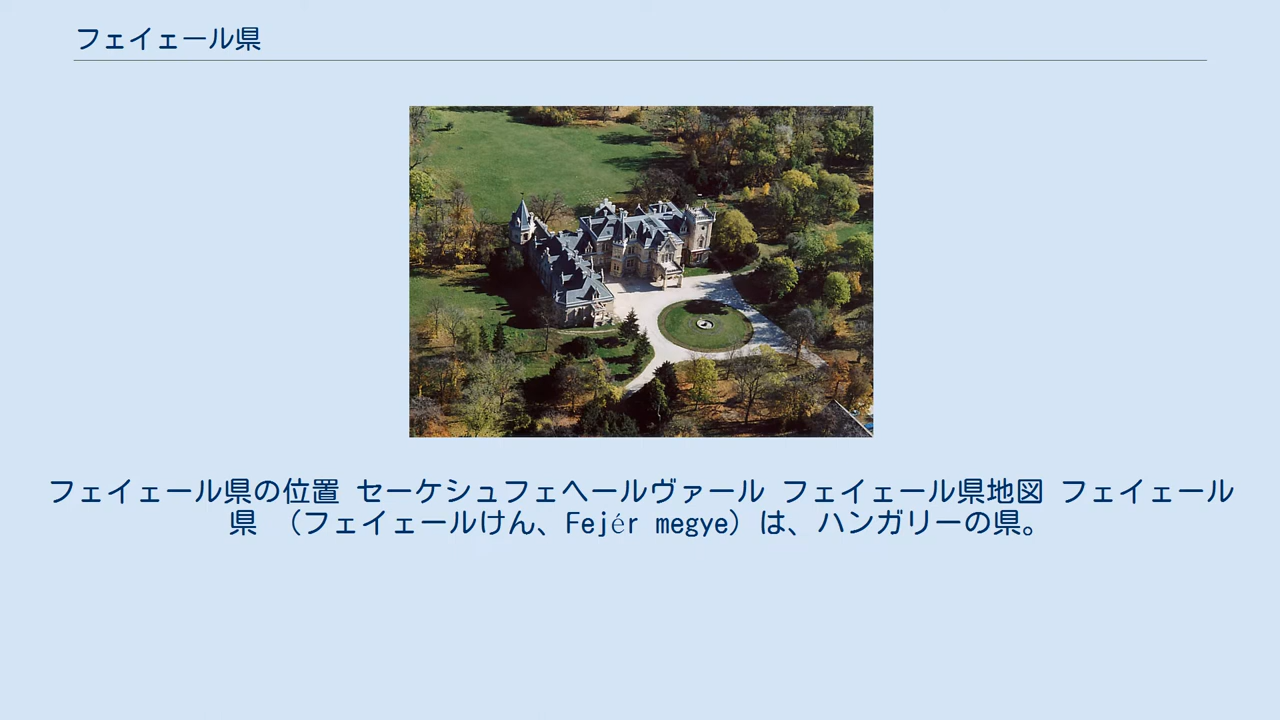 フェイェール県
フェイェール県の位置 セーケシュフェヘールヴァール フェイェール県地図 フェイェール
県 （フェイェールけん、Fejér megye）は、ハンガリーの県。